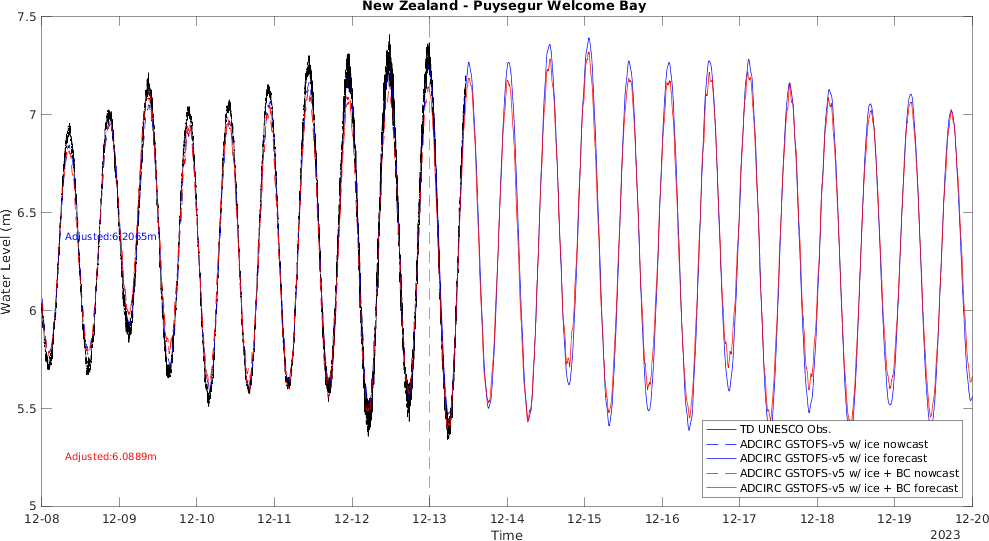 New Zealand - Puysegur Welcome Bay
7.5
7
6.5
6
5.5
5
Water Level (m)
Adjusted:6.2065m
Adjusted:6.0889m
TD UNESCO Obs.
ADCIRC GSTOFS-v5 w/ ice nowcast
ADCIRC GSTOFS-v5 w/ ice forecast
ADCIRC GSTOFS-v5 w/ ice + BC nowcast
ADCIRC GSTOFS-v5 w/ ice + BC forecast
12-08 12-09 12-10 12-11 12-12 12-13 12-14 12-15 12-16 12-17 12-18 12-19 12-20
Time
2023